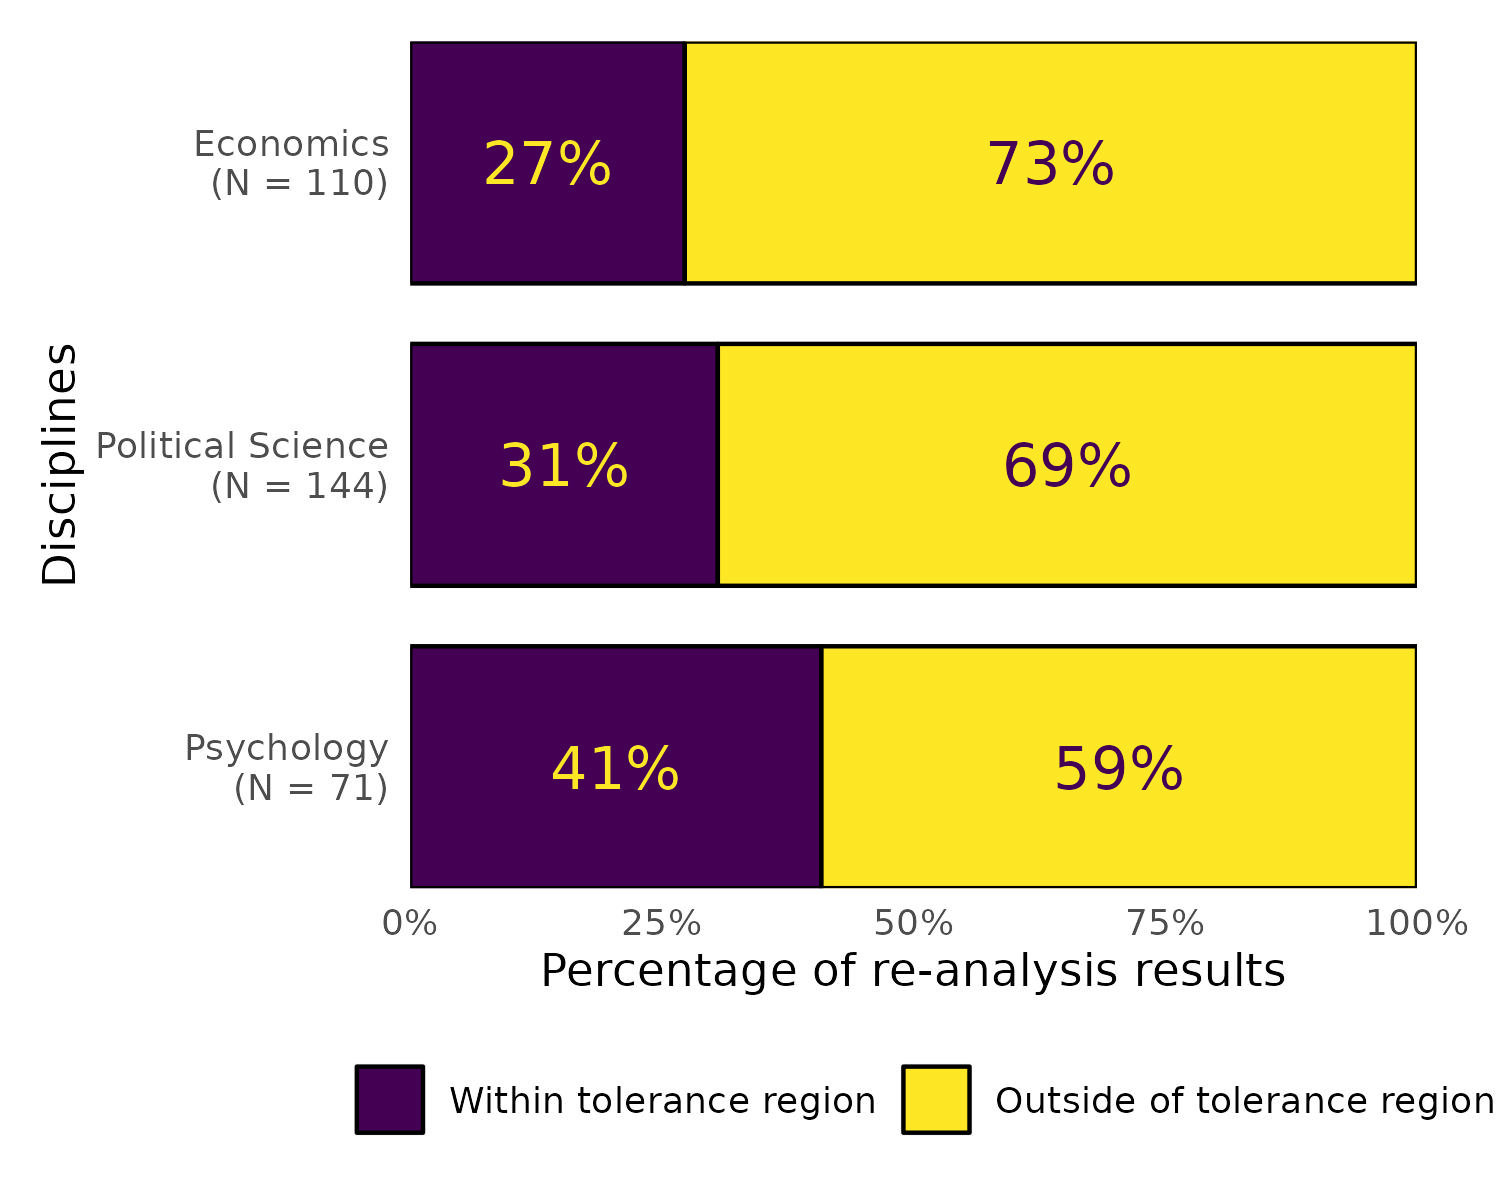 Disciplines
Economics
(N = 110)
27% 73%
Political Science
(N = 144)
31% 69%
Psychology
(N = 71)
41% 59%
0% 25% 50% 75% 100%
Percentage of re-analysis results
Within tolerance region Outside of tolerance region